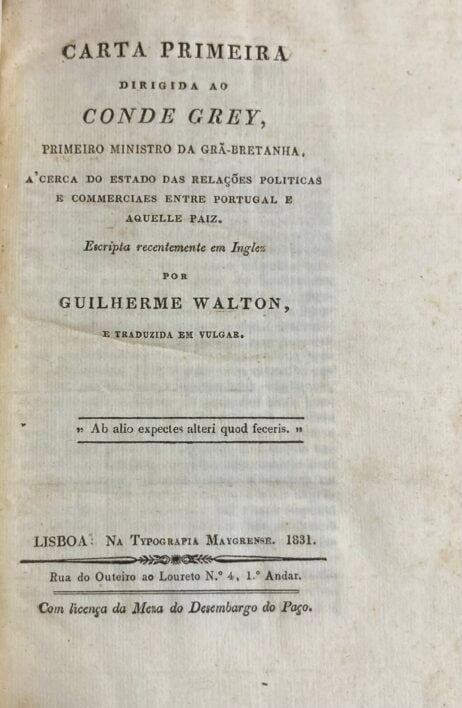 CARTA PRIMEIRA
DIRIGIDA AO
CONDE GREY,
PRIMEIRO MINISTRO DA GRÃ-BRETANHA,
A'CERCA DO ESTADO DAS RELAÇÕES POLITICAS
E COMMERCIAES ENTRE PORTUGAL E
AQUELLE PAIZ.
Escripta recentemente em Inglez
POR
GUILHERME WALTON,
E TRADUZIDA EM VULGAR.
„ Ab alio expectes alteri quod feceris. „
LISBOA: NA TYPOGRAFIA MAYGRENSE. 1831.
Rua do Outeiro ao Loureto N.º 4, 1.º Andar.
Com licença da Meza do Desembargo do Paço.